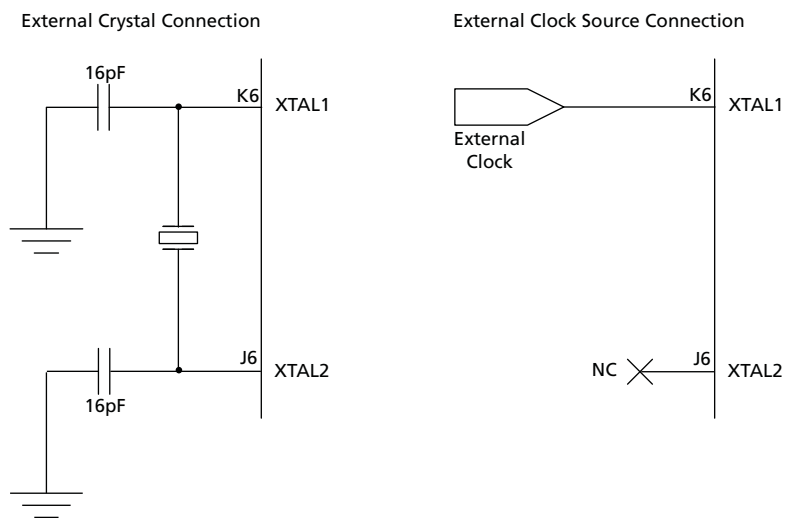 External Crystal Connection
16pF
K6
XTAL1
J6
XTAL2
16pF
External Clock Source Connection
K6
XTAL1
External
Clock
NC
J6
XTAL2